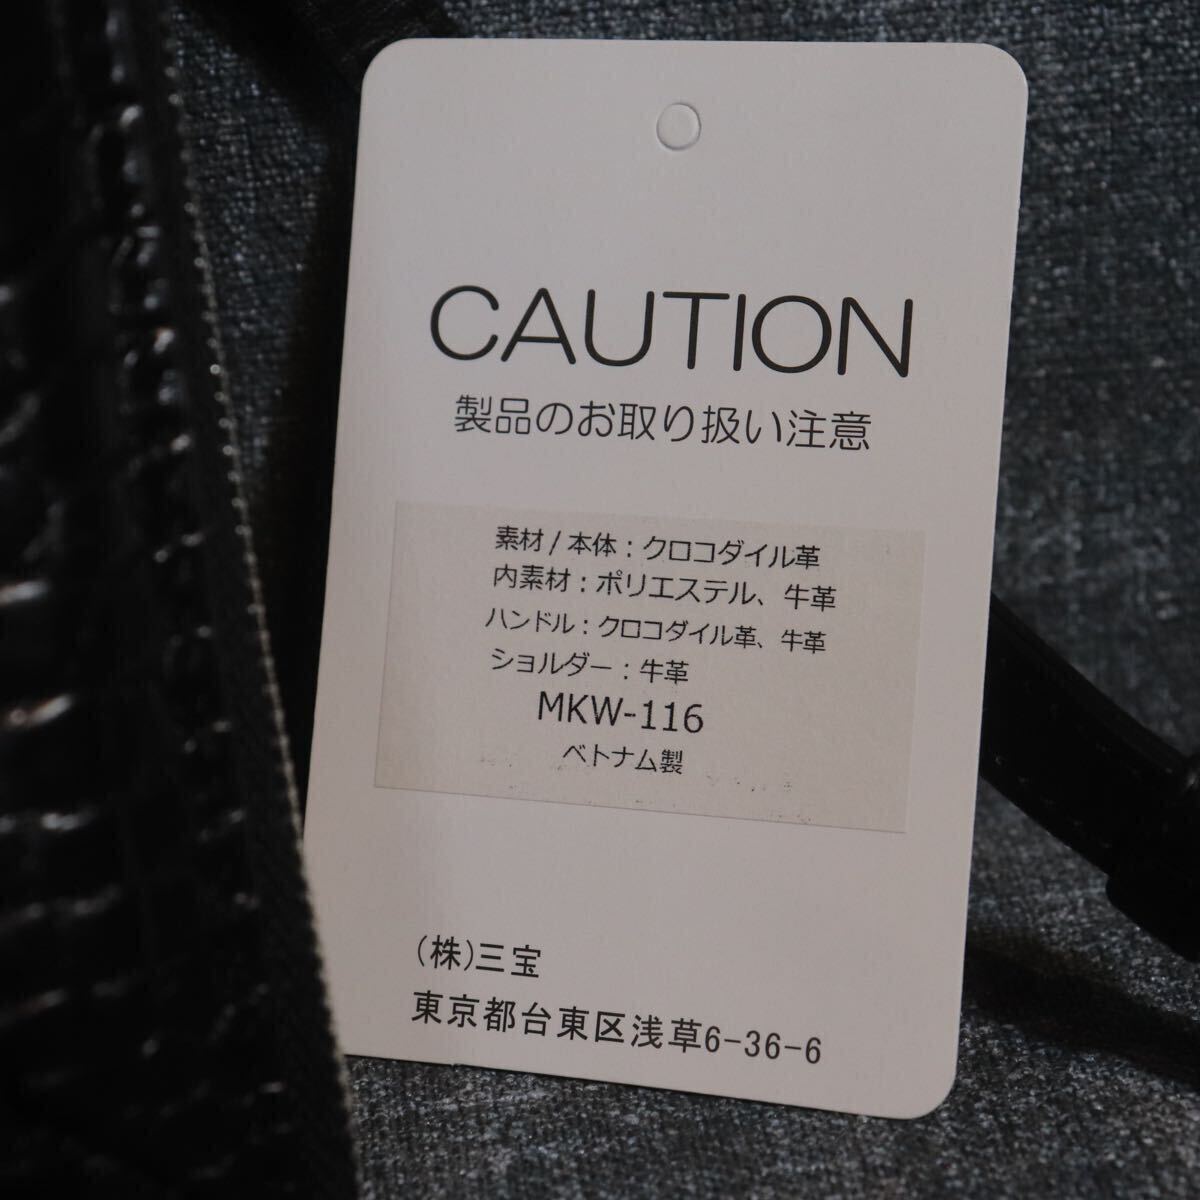 CAUTION
製品のお取り扱い注意
素材/本体:クロコダイル革
内素材:ポリエステル、牛革
ハンドル:クロコダイル革、牛革
ショルダー:牛革
MKW-116
ベトナム製
(株)三宝
東京都台東区浅草6-36-6